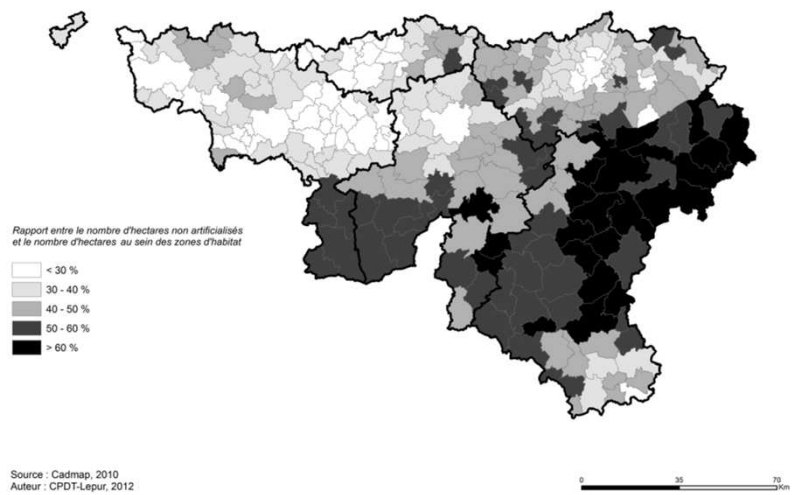 Rapport entre le nombre d'hectares non artificialisés
et le nombre d'hectares au sein des zones d'habitat
< 30 %
30 - 40 %
40 - 50 %
50 - 60 %
> 60 %
Source : Cadmap, 2010
Auteur : CPDT-Lepur, 2012
0 35 70
Km